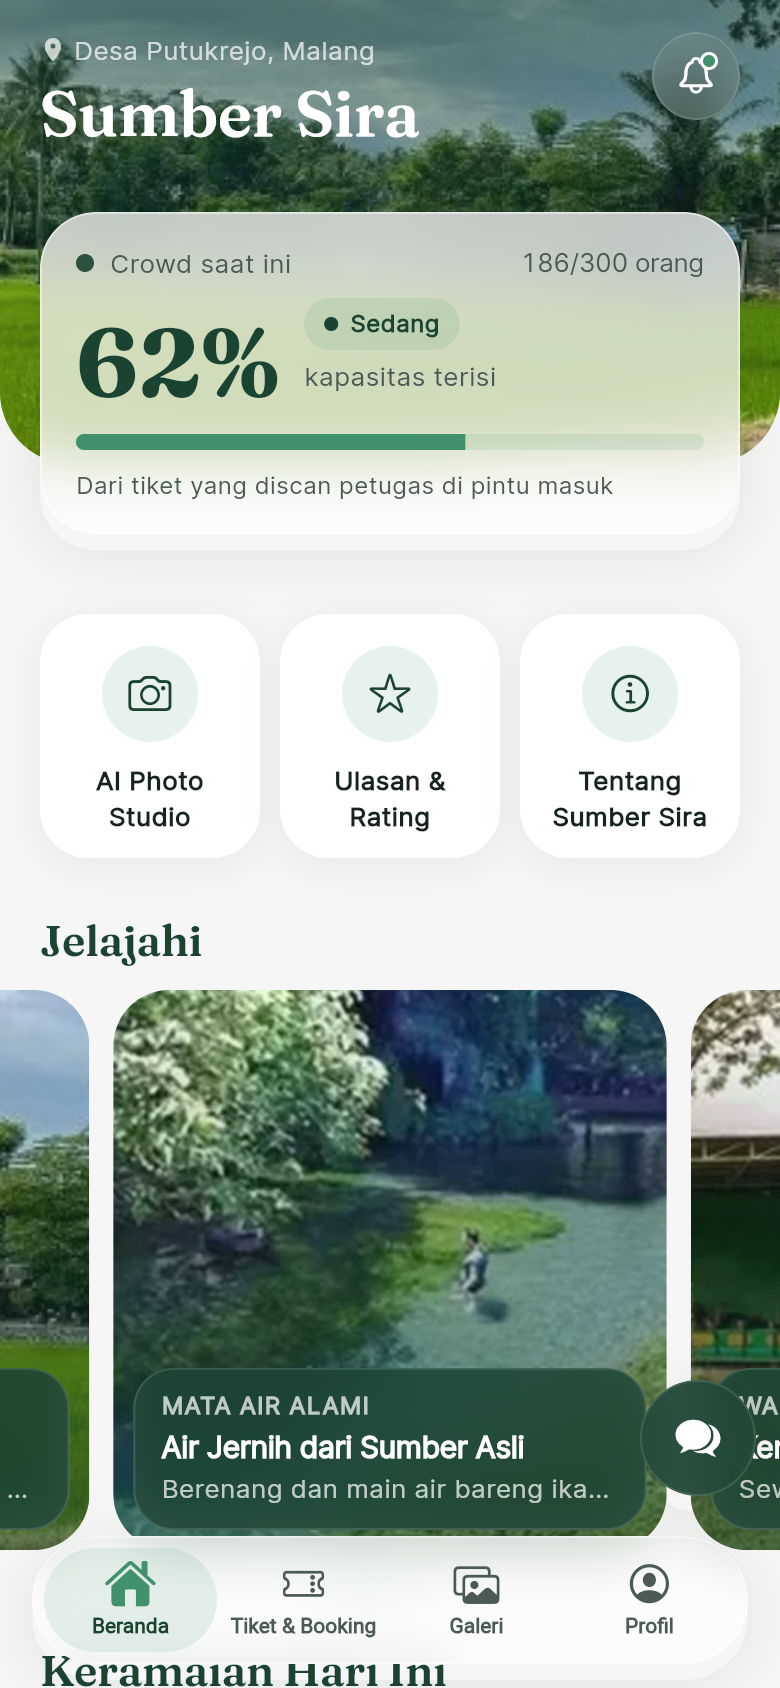 Desa Putukrejo, Malang
Sumber Sira
Crowd saat ini
186/300 orang
62%
Sedang
kapasitas terisi
Dari tiket yang discan petugas di pintu masuk
AI Photo
Studio
Ulasan &
Rating
Tentang
Sumber Sira
Jelajahi
...
MATA AIR ALAMI
Air Jernih dari Sumber Asli
Berenang dan main air bareng ika...
Beranda
Tiket & Booking
Galeri
Profil
Keramaian Hari Ini